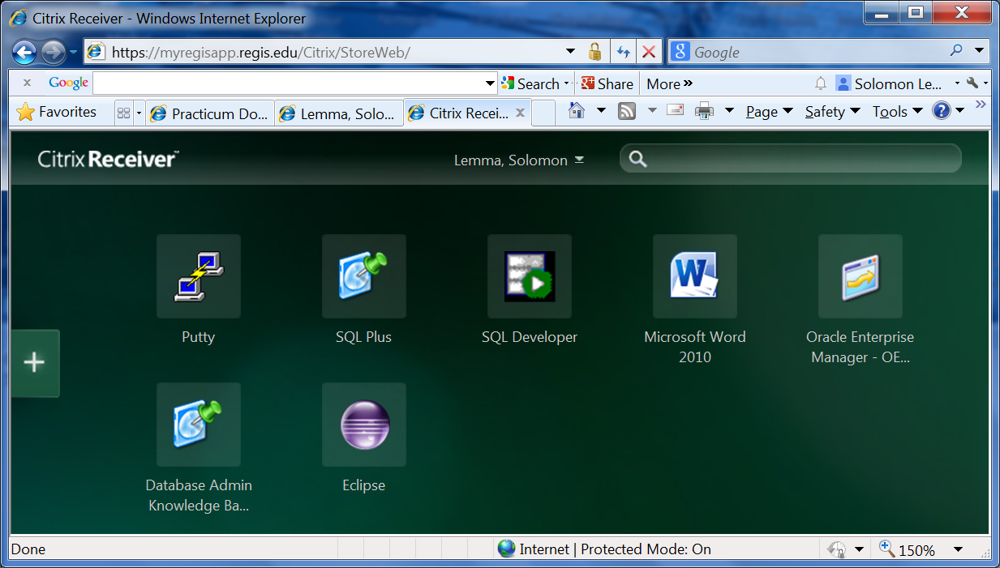 Citrix Receiver - Windows Internet Explorer
https://myregisapp.regis.edu/Citrix/StoreWeb/
8 Google
x Google Search Share More » Solomon Le...
Favorites Practicum Do... Lemma, Solo... Citrix Recei... x Page Safety Tools ? »
Citrix Receiver™ Lemma, Solomon
Putty SQL Plus SQL Developer Microsoft Word Oracle Enterprise
2010 Manager - OE...
+
W
Database Admin Eclipse
Knowledge Ba...
Done Internet | Protected Mode: On 150%